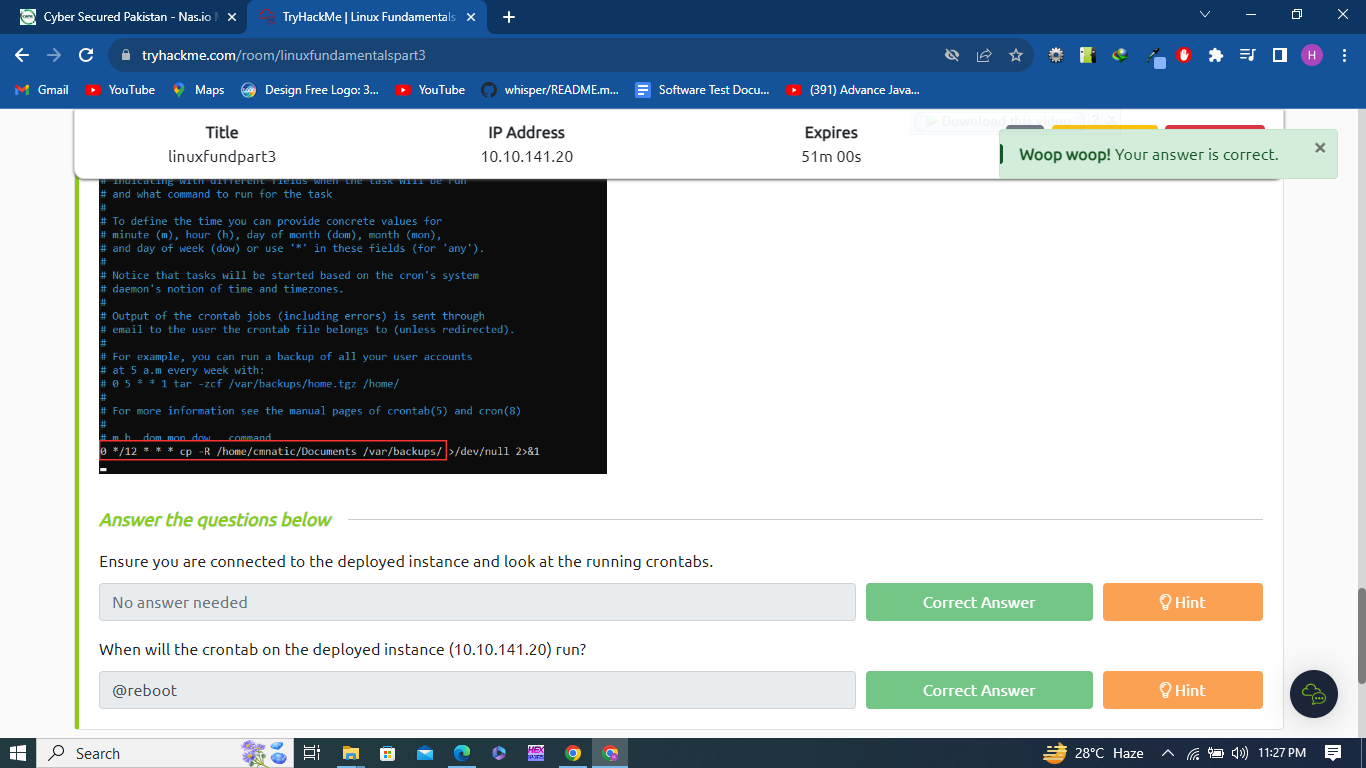 Cyber Secured Pakistan - Nas.io
TryHackMe | Linux Fundamentals
tryhackme.com/room/linuxfundamentalspart3
H
Gmail
YouTube
Maps
Design Free Logo: 3...
YouTube
whisper/README.m...
Software Test Docu...
(391) Advance Java...
Title
IP Address
Expires
linuxfundpart3
10.10.141.20
51m 00s
Download this video
Woop woop! Your answer is correct.
# indicating with different fields when the task will be run
# and what command to run for the task
#
# To define the time you can provide concrete values for
# minute (m), hour (h), day of month (dom), month (mon),
# and day of week (dow) or use '*' in these fields (for 'any').
#
# Notice that tasks will be started based on the cron's system
# daemon's notion of time and timezones.
#
# Output of the crontab jobs (including errors) is sent through
# email to the user the crontab file belongs to (unless redirected).
#
# For example, you can run a backup of all your user accounts
# at 5 a.m every week with:
# 0 5 * * 1 tar -zcf /var/backups/home.tgz /home/
#
# For more information see the manual pages of crontab(5) and cron(8)
#
# m h dom mon dow command
0 */12 * * * cp -R /home/cmnatic/Documents /var/backups/ >/dev/null 2>&1
Answer the questions below
Ensure you are connected to the deployed instance and look at the running crontabs.
No answer needed
Correct Answer
Hint
When will the crontab on the deployed instance (10.10.141.20) run?
@reboot
Correct Answer
Hint
Search
28°C Haze
11:27 PM